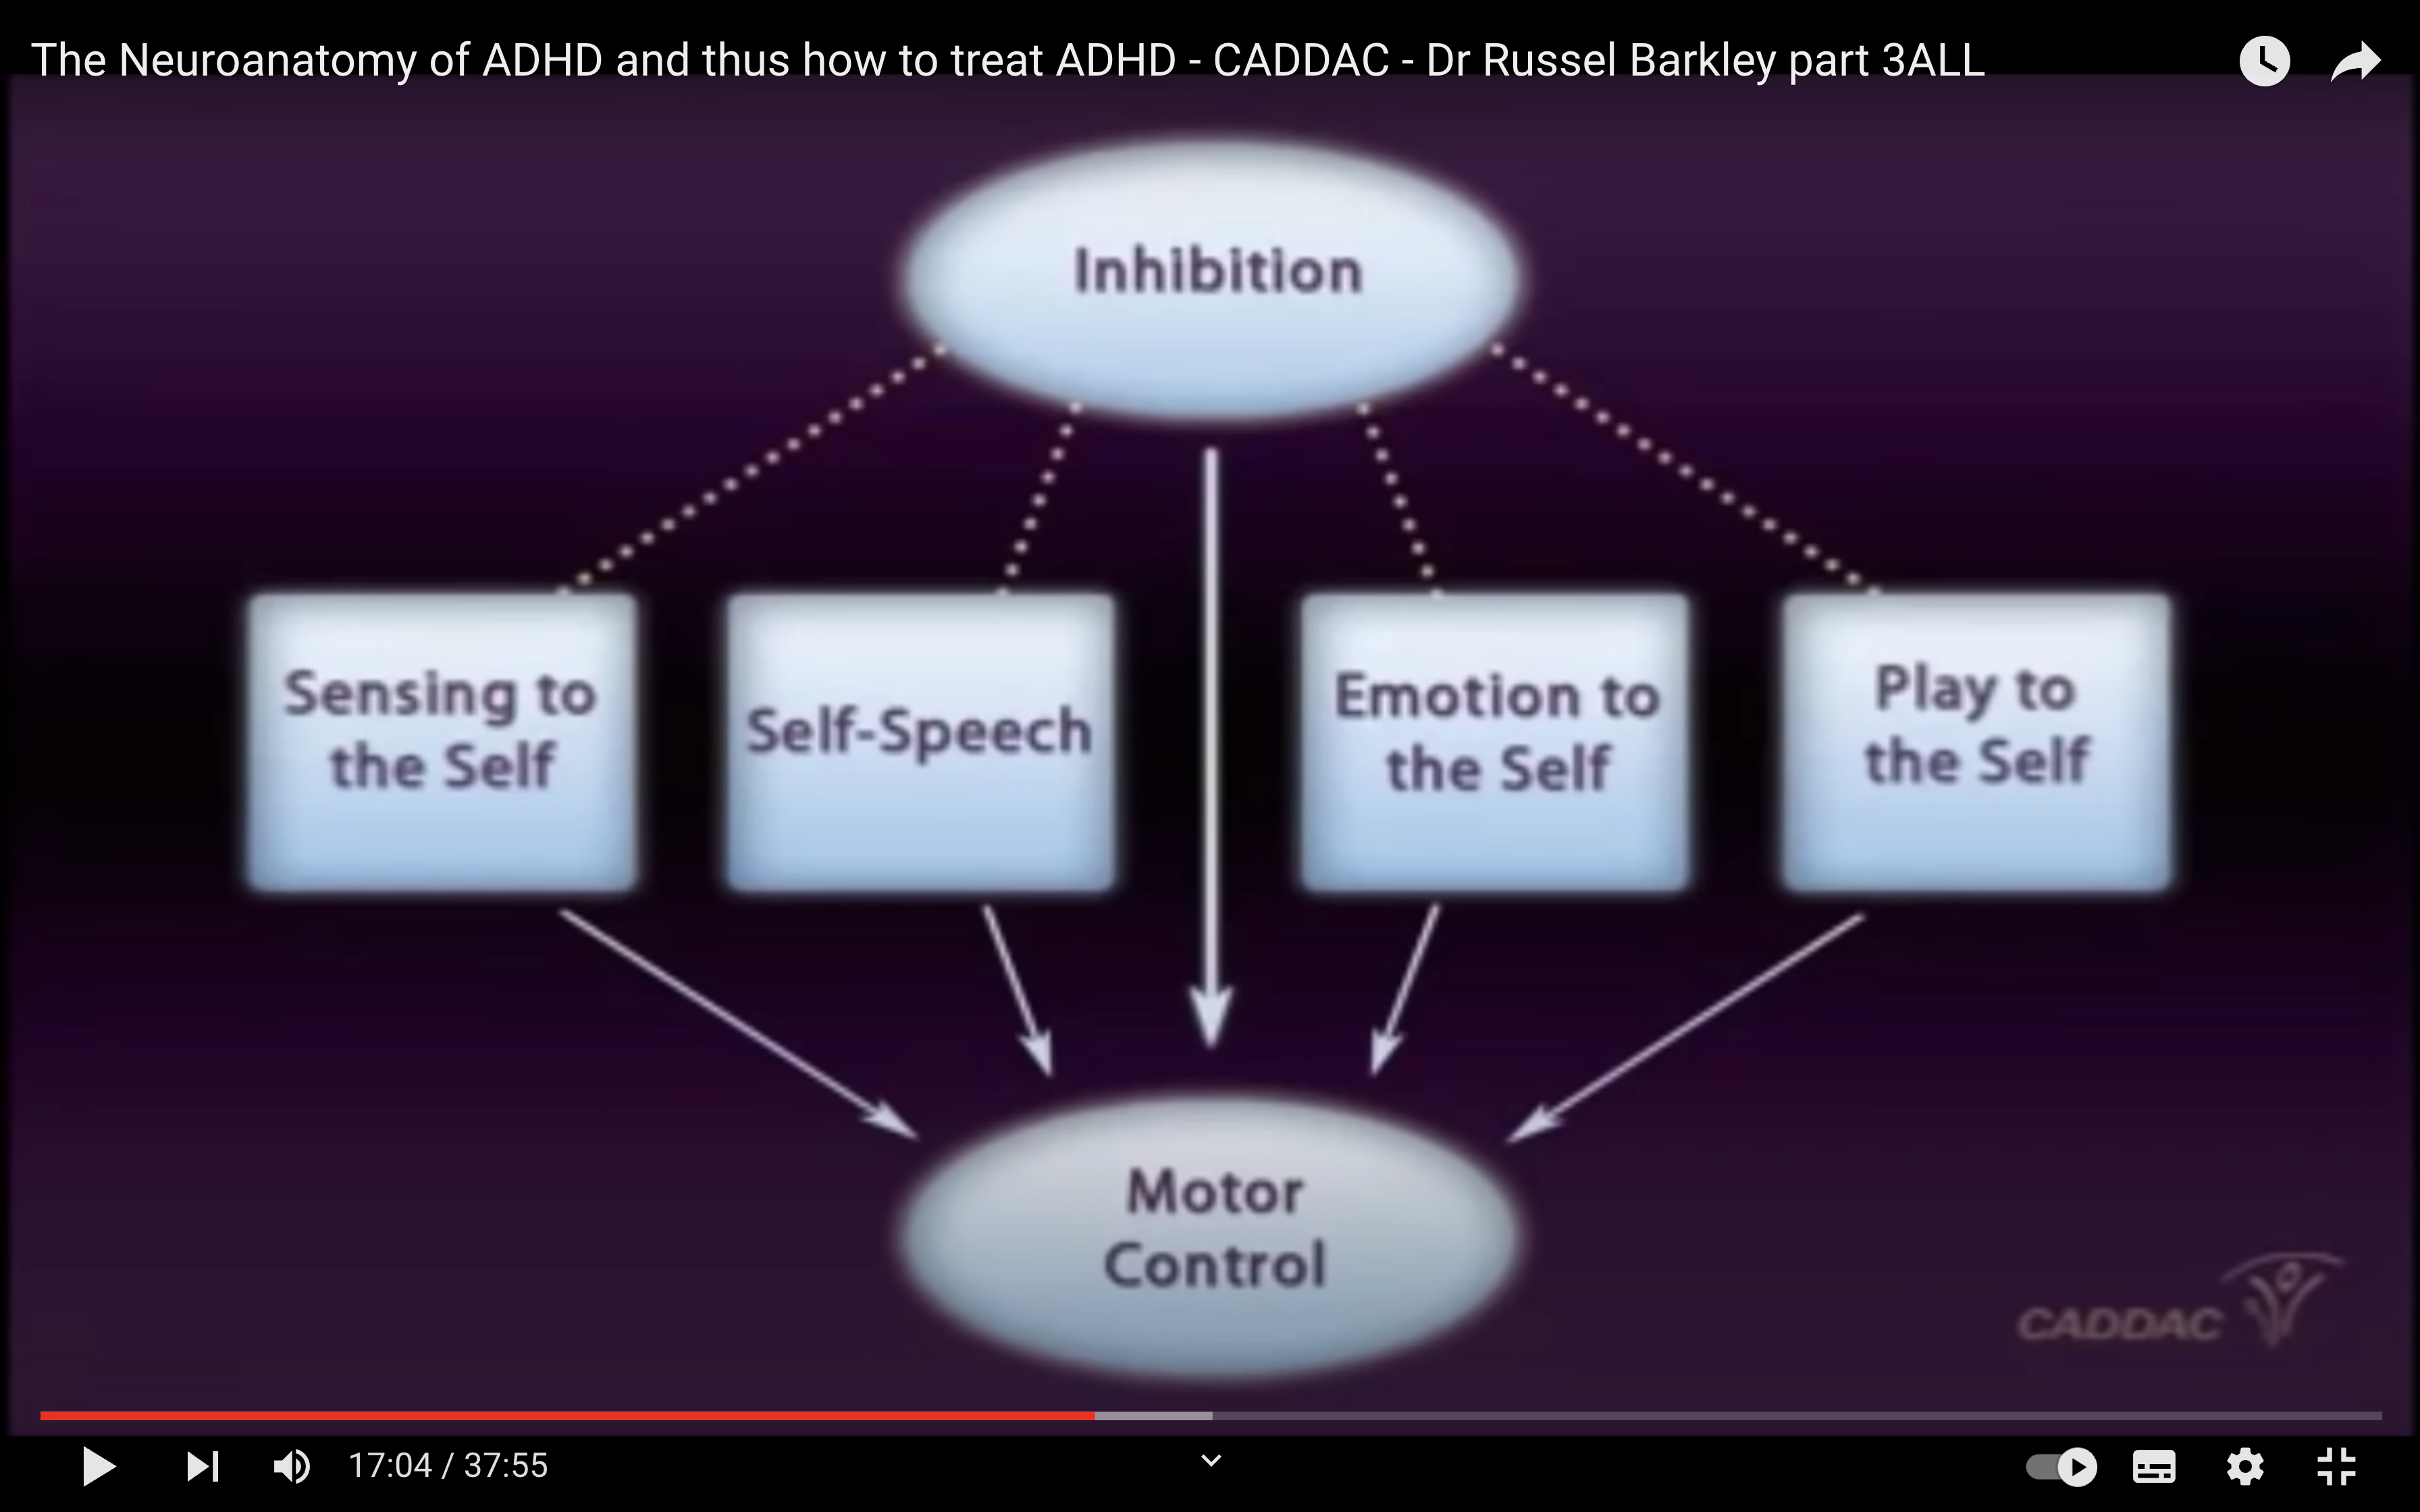 The Neuroanatomy of ADHD and thus how to treat ADHD - CADDAC - Dr Russel Barkley part 3ALL
Inhibition
Sensing to
the Self
Self-Speech
Emotion to
the Self
Play to
the Self
Motor
Control
CADDAC
17:04 / 37:55